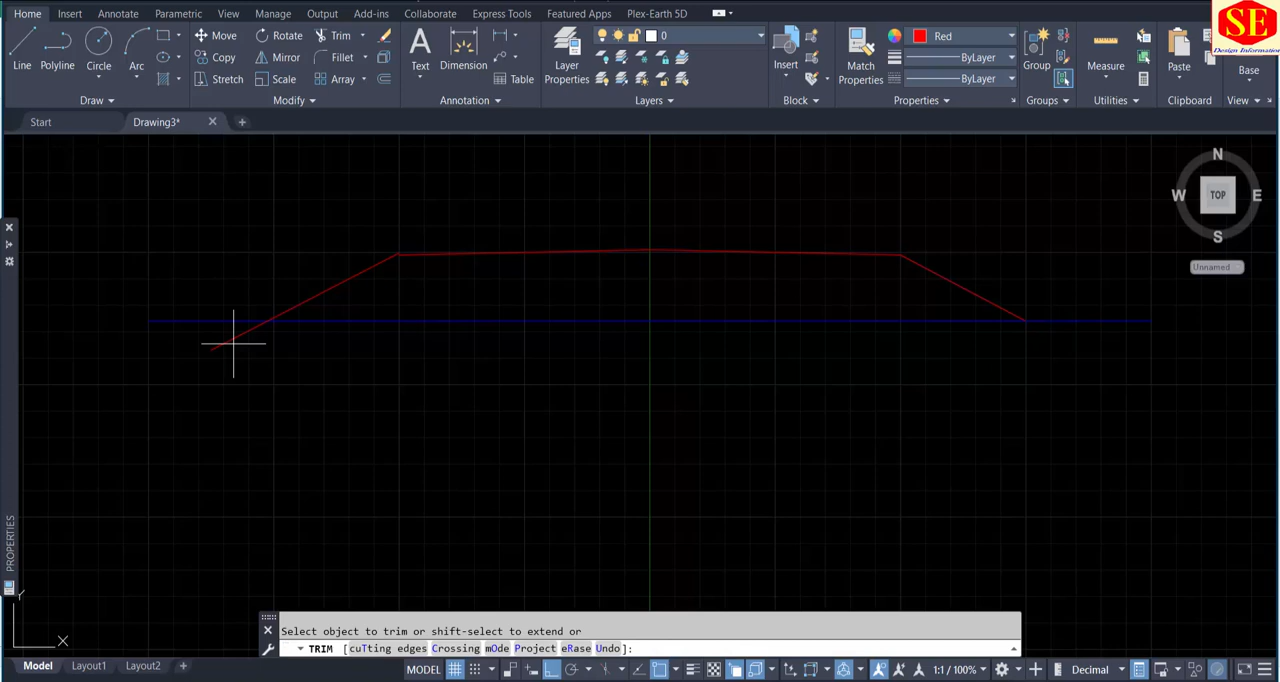 Home Insert Annotate Parametric View Manage Output Add-ins Collaborate Express Tools Featured Apps Plex-Earth 5D
SE
Design Information
Line Polyline Circle Arc
Move Rotate Trim
Copy Mirror Fillet
Stretch Scale Array
Text Dimension Table
Layer Properties
0
Insert
Match Properties
Red
ByLayer
ByLayer
Group
Measure
Paste
Base
Draw Modify Annotation Layers Block Properties Groups Utilities Clipboard View
Start Drawing3*
N
W TOP E
S
Unnamed
PROPERTIES
Y
X
Select object to trim or shift-select to extend or
TRIM [cuTting edges Crossing mOde Project eRase Undo]:
Model Layout1 Layout2
MODEL 1:1 / 100% Decimal